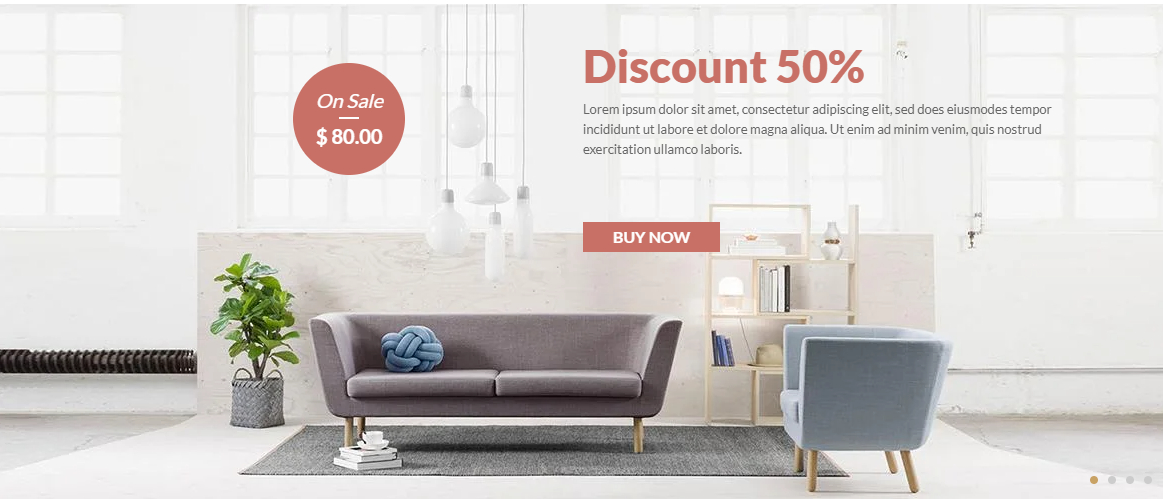 On Sale
$ 80.00
Discount 50%
Lorem ipsum dolor sit amet, consectetur adipiscing elit, sed does eiusmodes tempor
incididunt ut labore et dolore magna aliqua. Ut enim ad minim veniam, quis nostrud
exercitation ullamco laboris.
BUY NOW